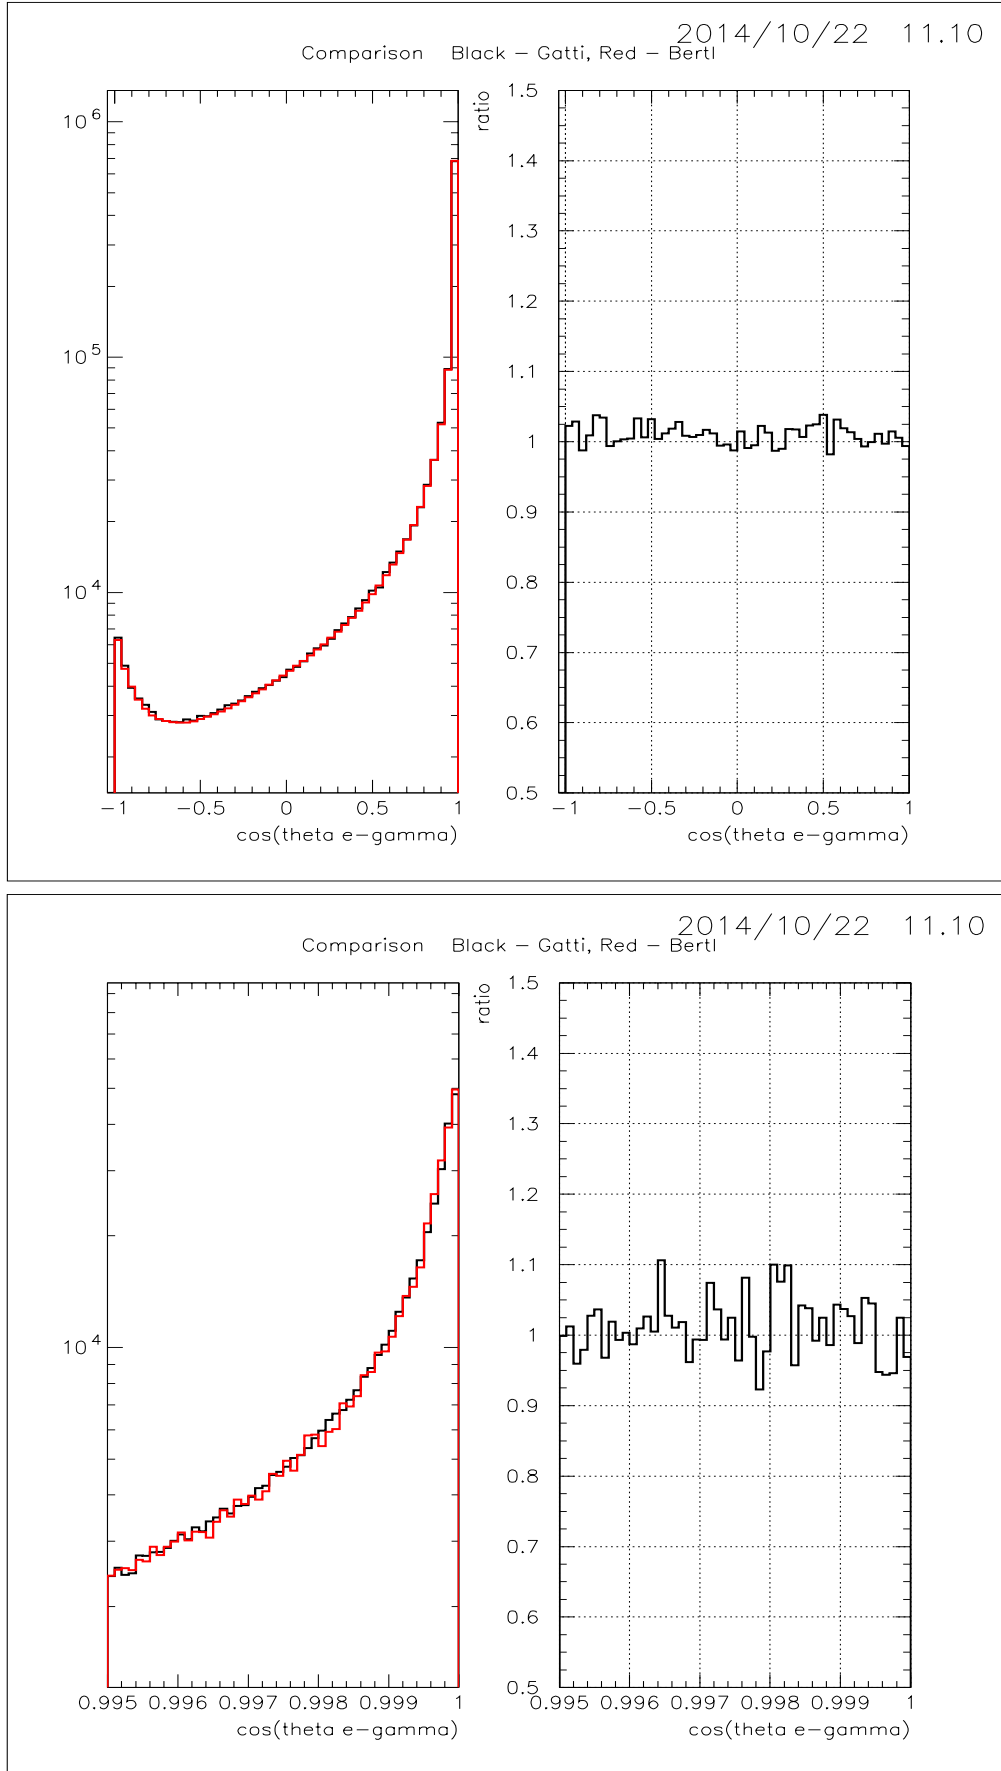 2014/10/22 11.10
Comparison Black − Gatti, Red − Bertl
10^6
10^5
10^4
−1 −0.5 0 0.5 1
cos(theta e−gamma)
ratio
1.5
1.4
1.3
1.2
1.1
1
0.9
0.8
0.7
0.6
0.5
−1 −0.5 0 0.5 1
cos(theta e−gamma)
2014/10/22 11.10
Comparison Black − Gatti, Red − Bertl
10^4
0.995 0.996 0.997 0.998 0.999 1
cos(theta e−gamma)
ratio
1.5
1.4
1.3
1.2
1.1
1
0.9
0.8
0.7
0.6
0.5
0.995 0.996 0.997 0.998 0.999 1
cos(theta e−gamma)